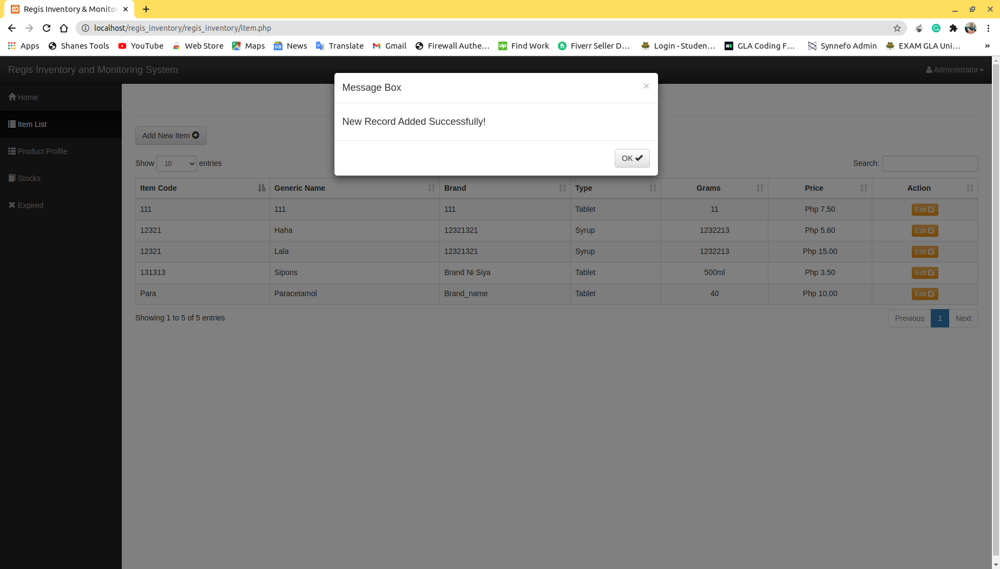 Regis Inventory & Monitor
localhost/regis_inventory/regis_inventory/item.php
Apps Shanes Tools YouTube Web Store Maps News Translate Gmail Firewall Authe... Find Work Fiverr Seller D... Login - Studen... GLA Coding F... Synnefo Admin EXAM GLA Uni... »
Regis Inventory and Monitoring System Administrator
Message Box ×
New Record Added Successfully!
OK
Home
Item List
Product Profile
Stocks
Expired
Add New Item
Show 10 entries Search:
Item Code Generic Name Brand Type Grams Price Action
111 111 111 Tablet 11 Php 7.50 Edit
12321 Haha 12321321 Syrup 1232213 Php 5.60 Edit
12321 Lala 12321321 Syrup 1232213 Php 15.00 Edit
131313 Sipons Brand Ni Siya Tablet 500ml Php 3.50 Edit
Para Paracetamol Brand_name Tablet 40 Php 10.00 Edit
Showing 1 to 5 of 5 entries Previous 1 Next